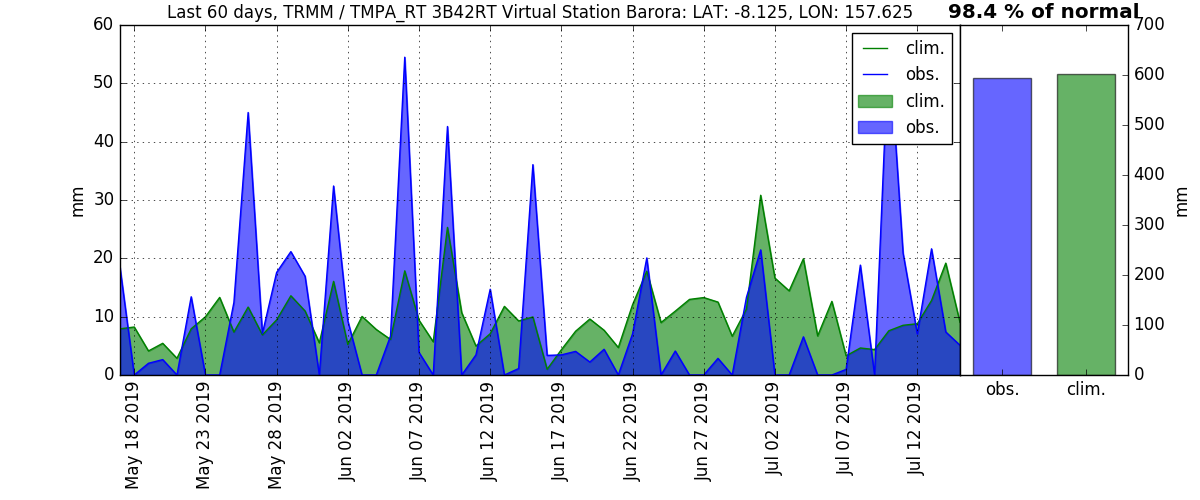 Last 60 days, TRMM / TMPA_RT 3B42RT Virtual Station Barora: LAT: -8.125, LON: 157.625
98.4 % of normal
60
50
40
30
20
10
0
mm
clim.
obs.
clim.
obs.
700
600
500
400
300
200
100
0
mm
obs.
clim.
May 18 2019
May 23 2019
May 28 2019
Jun 02 2019
Jun 07 2019
Jun 12 2019
Jun 17 2019
Jun 22 2019
Jun 27 2019
Jul 02 2019
Jul 07 2019
Jul 12 2019